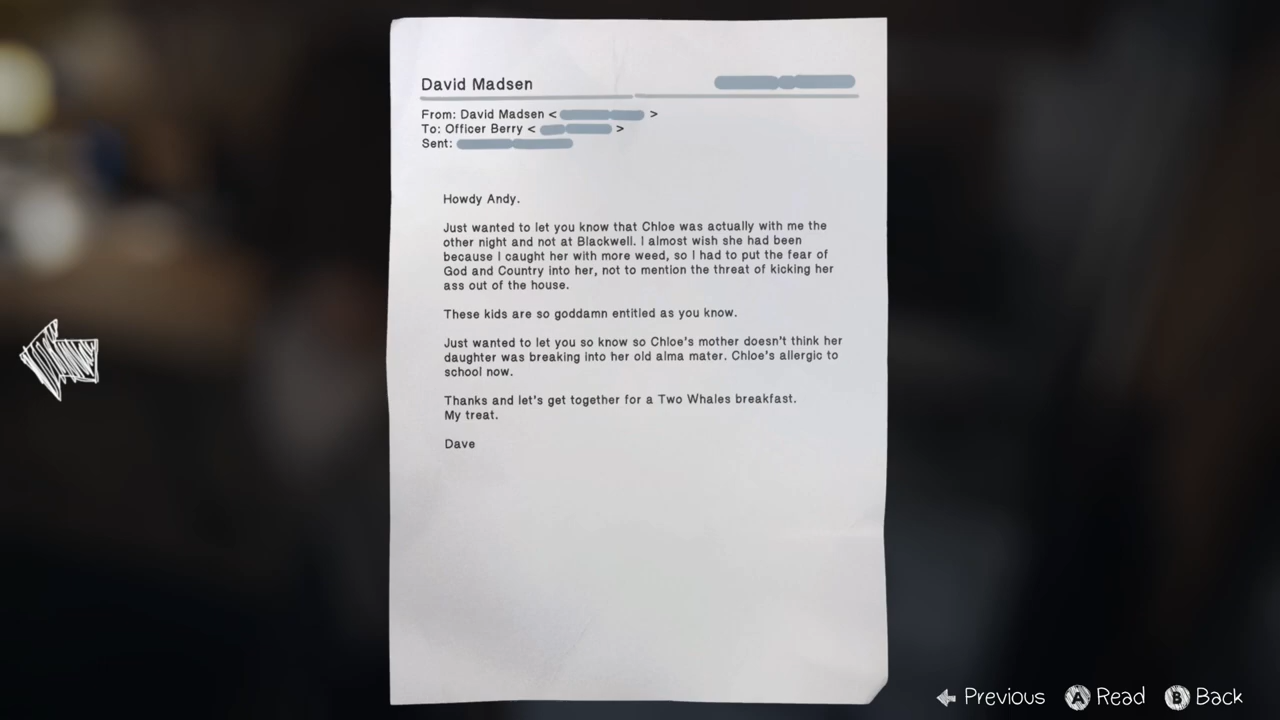 David Madsen
From: David Madsen < >
To: Officer Berry < >
Sent:
Howdy Andy.
Just wanted to let you know that Chloe was actually with me the
other night and not at Blackwell. I almost wish she had been
because I caught her with more weed, so I had to put the fear of
God and Country into her, not to mention the threat of kicking her
ass out of the house.
These kids are so goddamn entitled as you know.
Just wanted to let you so know so Chloe's mother doesn't think her
daughter was breaking into her old alma mater. Chloe's allergic to
school now.
Thanks and let's get together for a Two Whales breakfast.
My treat.
Dave
Previous A Read B Back